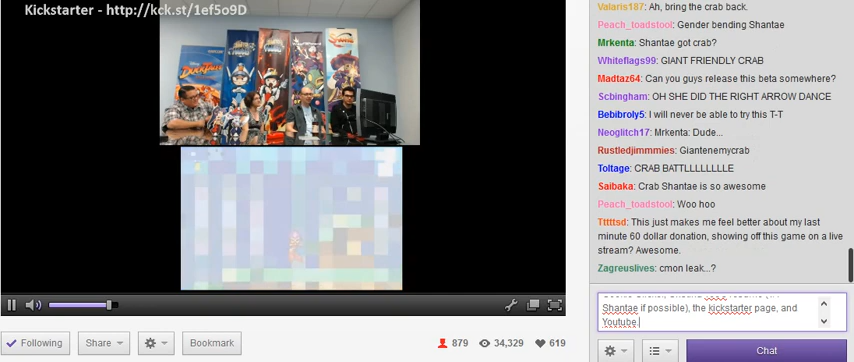 Kickstarter - http://kck.st/1ef5o9D
DUCKTALES
Valaris187: Ah, bring the crab back.
Peach_toadstool: Gender bending Shantae
Mrkenta: Shantae got crab?
Whiteflags99: GIANT FRIENDLY CRAB
Madtaz64: Can you guys release this beta somewhere?
Scbingham: OH SHE DID THE RIGHT ARROW DANCE
Bebibroly5: I will never be able to try this T-T
Neoglitch17: Mrkenta: Dude...
Rustledjimmmies: Giantenemycrab
Toltage: CRAB BATTLLLLLLLLE
Saibaka: Crab Shantae is so awesome
Peach_toadstool: Woo hoo
Tttttsd: This just makes me feel better about my last
minute 60 dollar donation, showing off this game on a live
stream? Awesome.
Zagreuslives: cmon leak...?
Shantae if possible), the kickstarter page, and
Youtube.
Following
Share
Bookmark
879
34,329
619
Chat